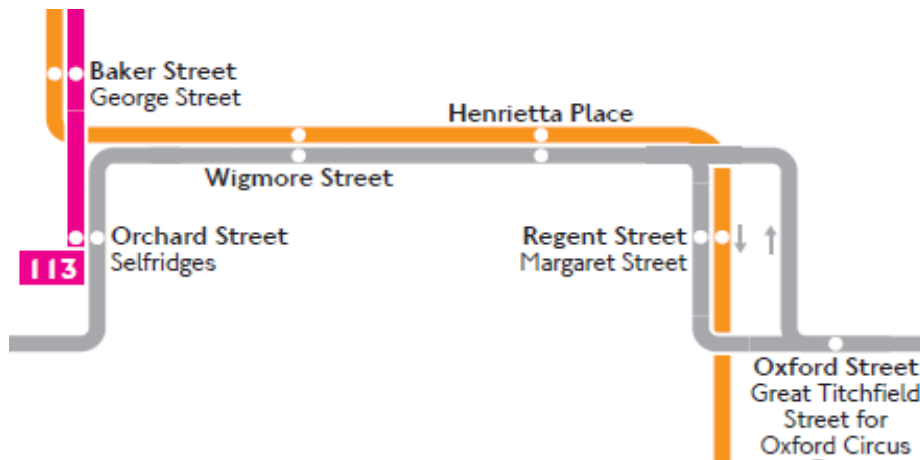 Baker Street
George Street
Henrietta Place
Wigmore Street
Orchard Street
Selfridges
113
Regent Street
Margaret Street
Oxford Street
Great Titchfield
Street for
Oxford Circus